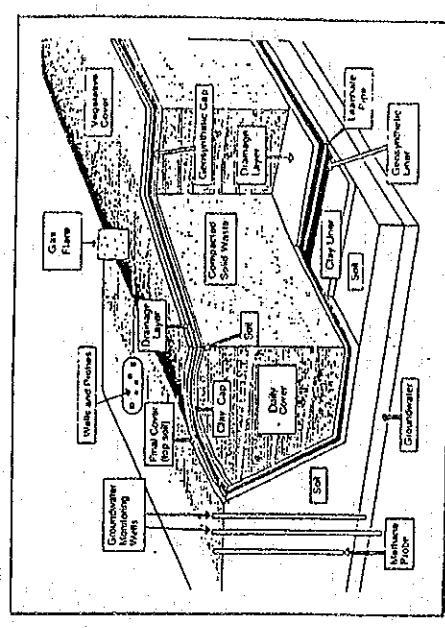 Vegetative
Cover
Gas
Flare
Geosynthetic Cap
Drainage
Layer
Leachate
Pipe
Geosynthetic
Liner
Compacted
Solid Waste
Clay Liner
Soil
Drainage
Layer
Soil
Wells and Probes
Final Cover
(top soil)
Clay Cap
Daily
Cover
Groundwater
Groundwater
Monitoring
Wells
Soil
Methane
Probe